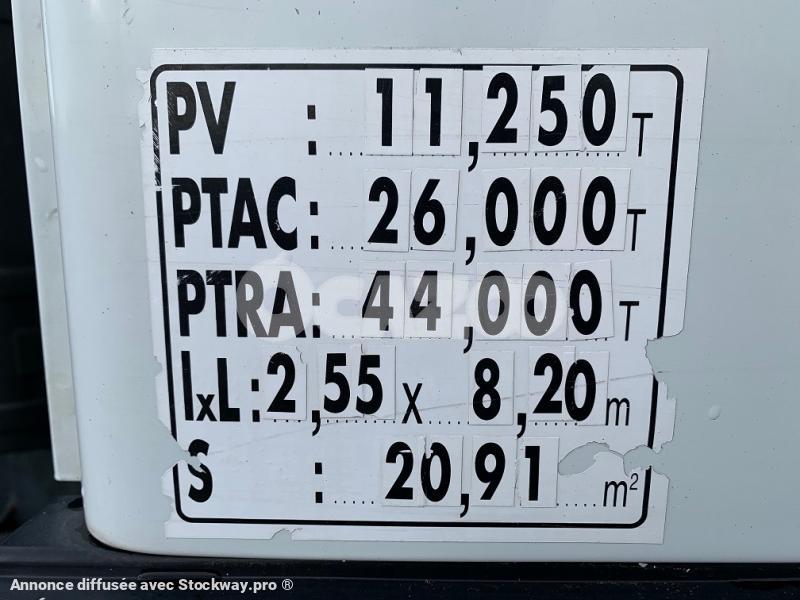 PV : 11,250 T
PTAC : 26,000 T
PTRA : 44,000 T
lxL : 2,55 x 8,20 m
S : 20,91 m²
Annonce diffusée avec Stockway.pro ®